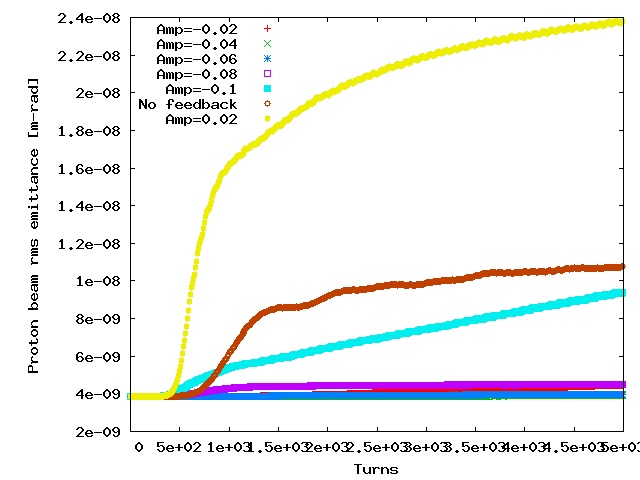 2.4e-08
2.2e-08
2e-08
1.8e-08
1.6e-08
1.4e-08
1.2e-08
1e-08
8e-09
6e-09
4e-09
2e-09
Proton beam rms emittance [m-rad]
Amp=-0.02
Amp=-0.04
Amp=-0.06
Amp=-0.08
Amp=-0.1
No feedback
Amp=0.02
0 5e+02 1e+03 1.5e+03 2e+03 2.5e+03 3e+03 3.5e+03 4e+03 4.5e+03 5e+03
Turns